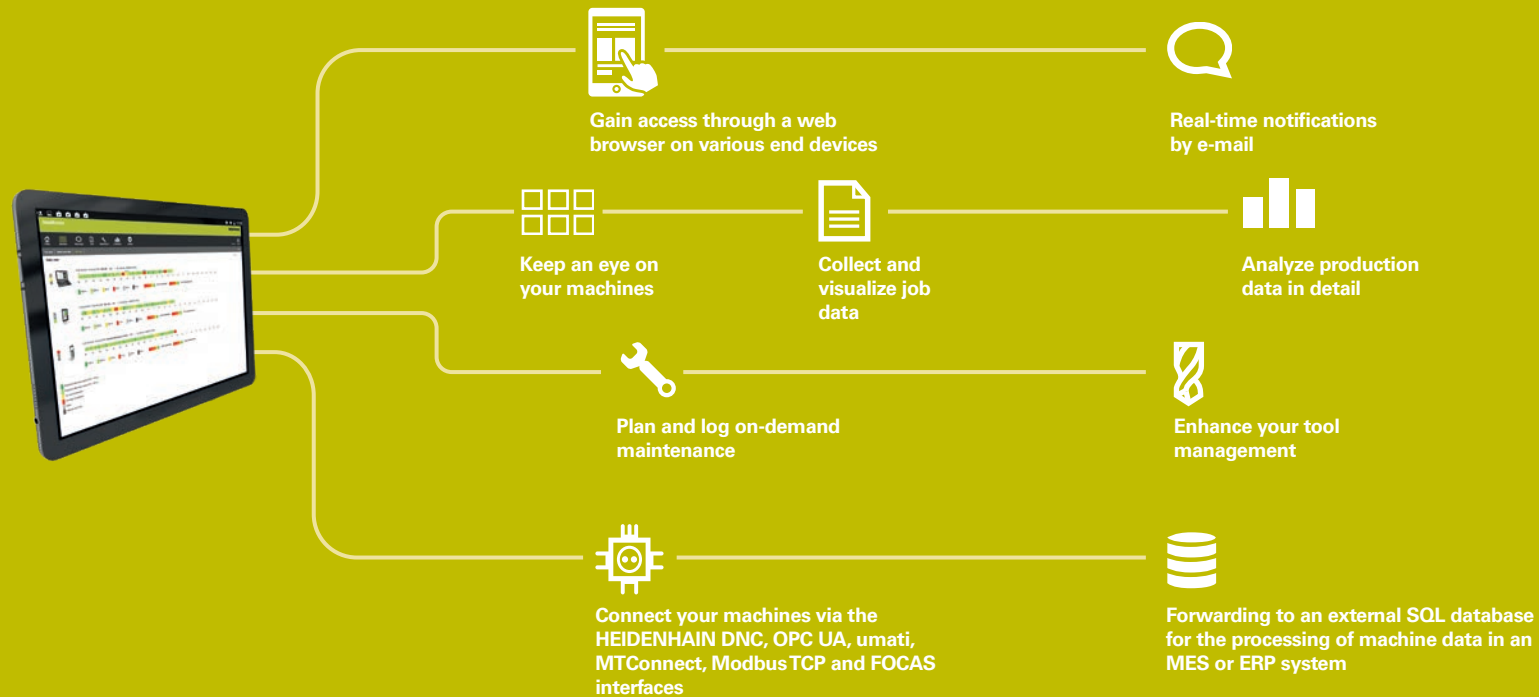 Gain access through a web
browser on various end devices
Real-time notifications
by e-mail
Keep an eye on
your machines
Collect and
visualize job
data
Analyze production
data in detail
Plan and log on-demand
maintenance
Enhance your tool
management
Connect your machines via the
HEIDENHAIN DNC, OPC UA, umati,
MTConnect, Modbus TCP and FOCAS
interfaces
Forwarding to an external SQL database
for the processing of machine data in an
MES or ERP system